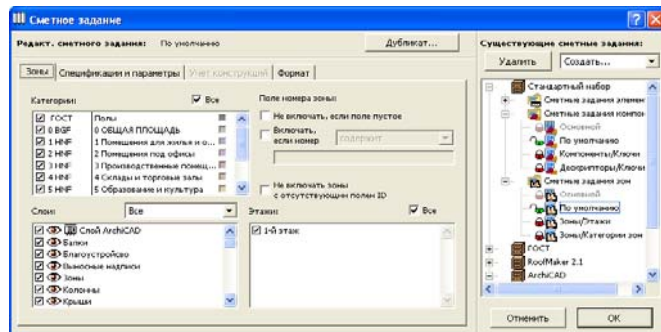 Сметное задание
Редакт. сметного задания: По умолчанию
Дубликат...
Зоны
Спецификации и параметры
Учет конструкций
Формат
Категории:
Все
ГОСТ Полы
0 BGF 0 ОБЩАЯ ПЛОЩАДЬ
1 HNF 1 Помещения для жилья и о...
2 HNF 2 Помещения под офисы
3 HNF 3 Производственные помещ...
4 HNF 4 Склады и торговые залы
5 HNF 5 Образование и культура
Поле номера зоны:
Не включать, если поле пустое
Включать,
если номер
содержит
Не включать зоны
с отсутствующим полем ID
Слои:
Все
Слой ArchiCAD
Балки
Благоустройство
Выносные надписи
Зоны
Колонны
Крыши
Этажи:
Все
1-й этаж
Существующие сметные задания:
Удалить
Создать...
Стандартный набор
Сметные задания элемен
Сметные задания компон
Основной
По умолчанию
Компоненты/Ключи
Дескрипторы/Ключи
Сметные задания зон
Основной
По умолчанию
Зоны/Этажи
Зоны/Категории зон
ГОСТ
RoofMaker 2.1
ArchiCAD
Отменить
OK